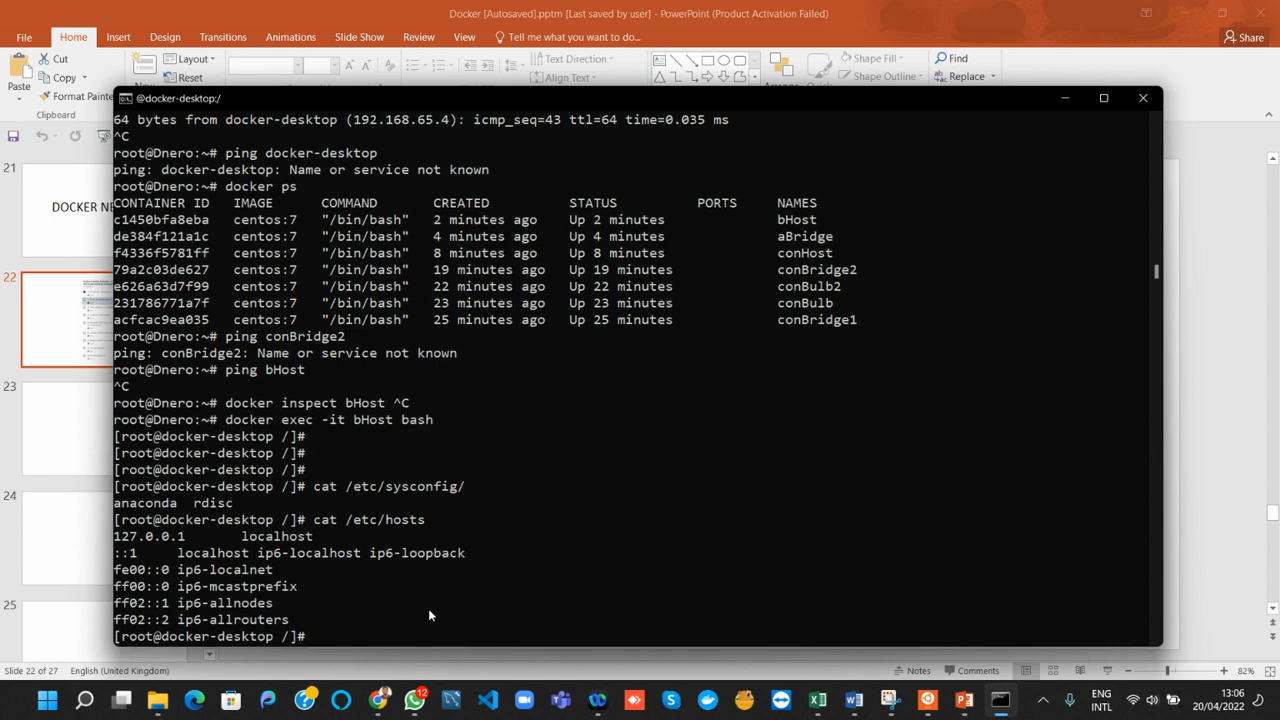 Docker [Autosaved].pptm [Last saved by user] - PowerPoint (Product Activation Failed)
File Home Insert Design Transitions Animations Slide Show Review View Tell me what you want to do... Share
Paste
Cut
Copy
Format Painte
Clipboard
Layout
Reset
Text Direction
Align Text
Shape Fill
Shape Outline
Find
Replace
@docker-desktop:/
64 bytes from docker-desktop (192.168.65.4): icmp_seq=43 ttl=64 time=0.035 ms
^C
root@Dnero:~# ping docker-desktop
ping: docker-desktop: Name or service not known
root@Dnero:~# docker ps
CONTAINER ID IMAGE COMMAND CREATED STATUS PORTS NAMES
c1450bfa8eba centos:7 "/bin/bash" 2 minutes ago Up 2 minutes bHost
de384f121a1c centos:7 "/bin/bash" 4 minutes ago Up 4 minutes aBridge
f4336f5781ff centos:7 "/bin/bash" 8 minutes ago Up 8 minutes conHost
79a2c03de627 centos:7 "/bin/bash" 19 minutes ago Up 19 minutes conBridge2
e626a63d7799 centos:7 "/bin/bash" 22 minutes ago Up 22 minutes conBulb2
231786771a7f centos:7 "/bin/bash" 23 minutes ago Up 23 minutes conBulb
acfcac9ea035 centos:7 "/bin/bash" 25 minutes ago Up 25 minutes conBridge1
root@Dnero:~# ping conBridge2
ping: conBridge2: Name or service not known
root@Dnero:~# ping bHost
^C
root@Dnero:~# docker inspect bHost ^C
root@Dnero:~# docker exec -it bHost bash
[root@docker-desktop /]#
[root@docker-desktop /]#
[root@docker-desktop /]#
[root@docker-desktop /]# cat /etc/sysconfig/
anaconda rdisc
[root@docker-desktop /]# cat /etc/hosts
127.0.0.1 localhost
::1 localhost ip6-localhost ip6-loopback
fe00::0 ip6-localnet
ff00::0 ip6-mcastprefix
ff02::1 ip6-allnodes
ff02::2 ip6-allrouters
[root@docker-desktop /]#
21
DOCKER NE
22
23
24
25
Slide 22 of 27 English (United Kingdom) Notes Comments 82%
12
ENG
INTL
13:06
20/04/2022